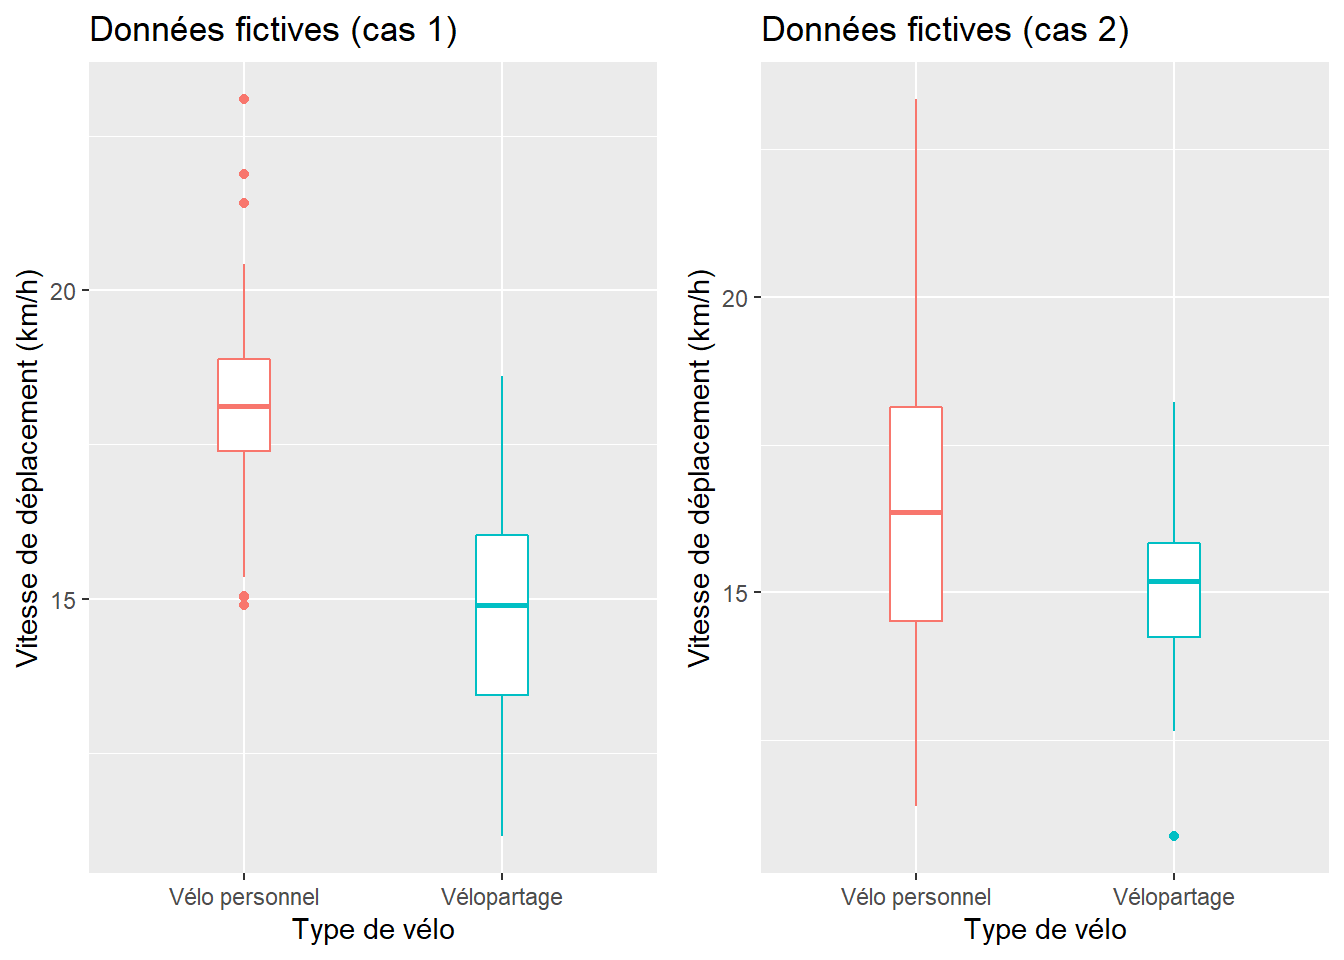 Données fictives (cas 1)
Vitesse de déplacement (km/h)
20
15
Vélo personnel
Vélopartage
Type de vélo
Données fictives (cas 2)
Vitesse de déplacement (km/h)
20
15
Vélo personnel
Vélopartage
Type de vélo